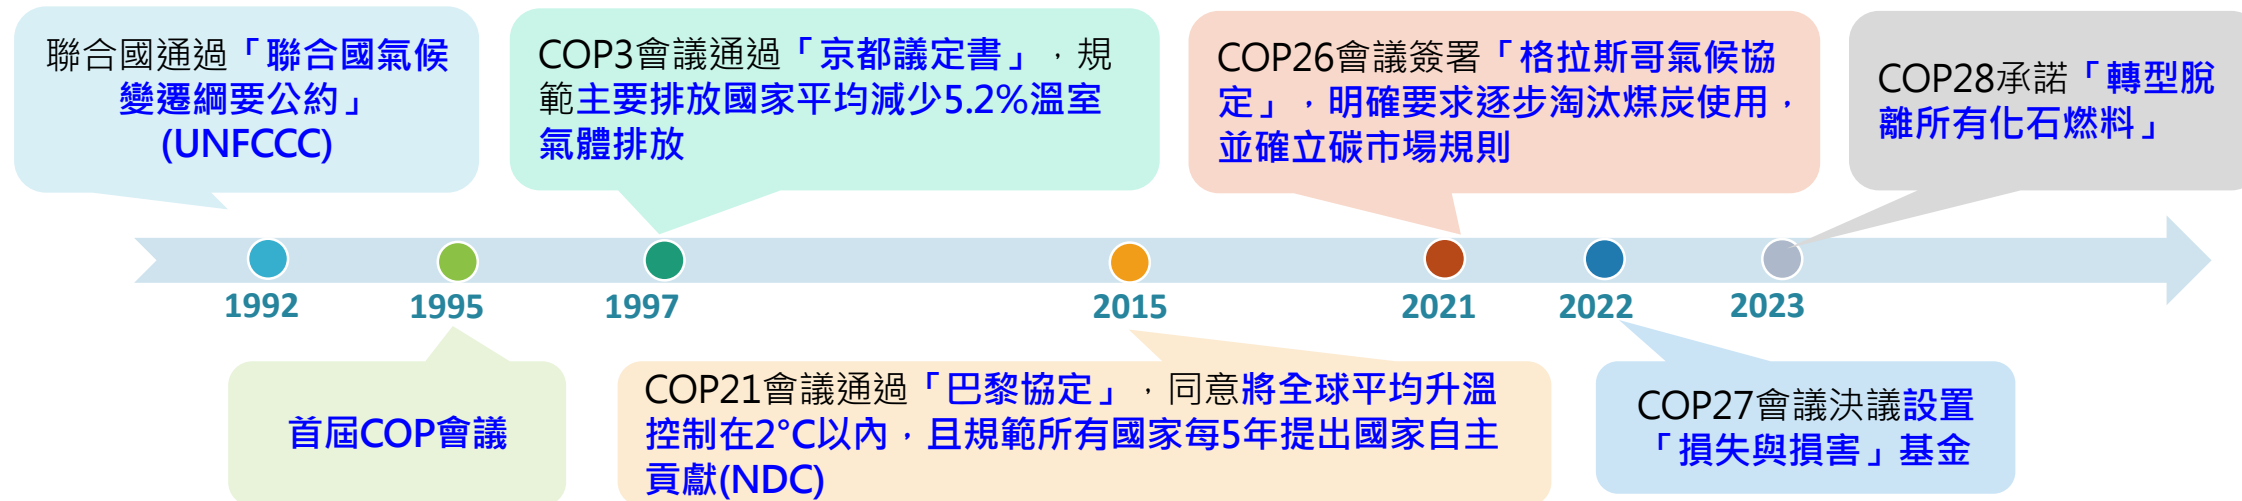 聯合國通過「聯合國氣候
變遷綱要公約」
(UNFCCC)
COP3會議通過「京都議定書」，規
範主要排放國家平均減少5.2%溫室
氣體排放
COP26會議簽署「格拉斯哥氣候協
定」，明確要求逐步淘汰煤炭使用，
並確立碳市場規則
COP28承諾「轉型脫
離所有化石燃料」
1992
1995
1997
2015
2021
2022
2023
首屆COP會議
COP21會議通過「巴黎協定」，同意將全球平均升溫
控制在2°C以內，且規範所有國家每5年提出國家自主
貢獻(NDC)
COP27會議決議設置
「損失與損害」基金